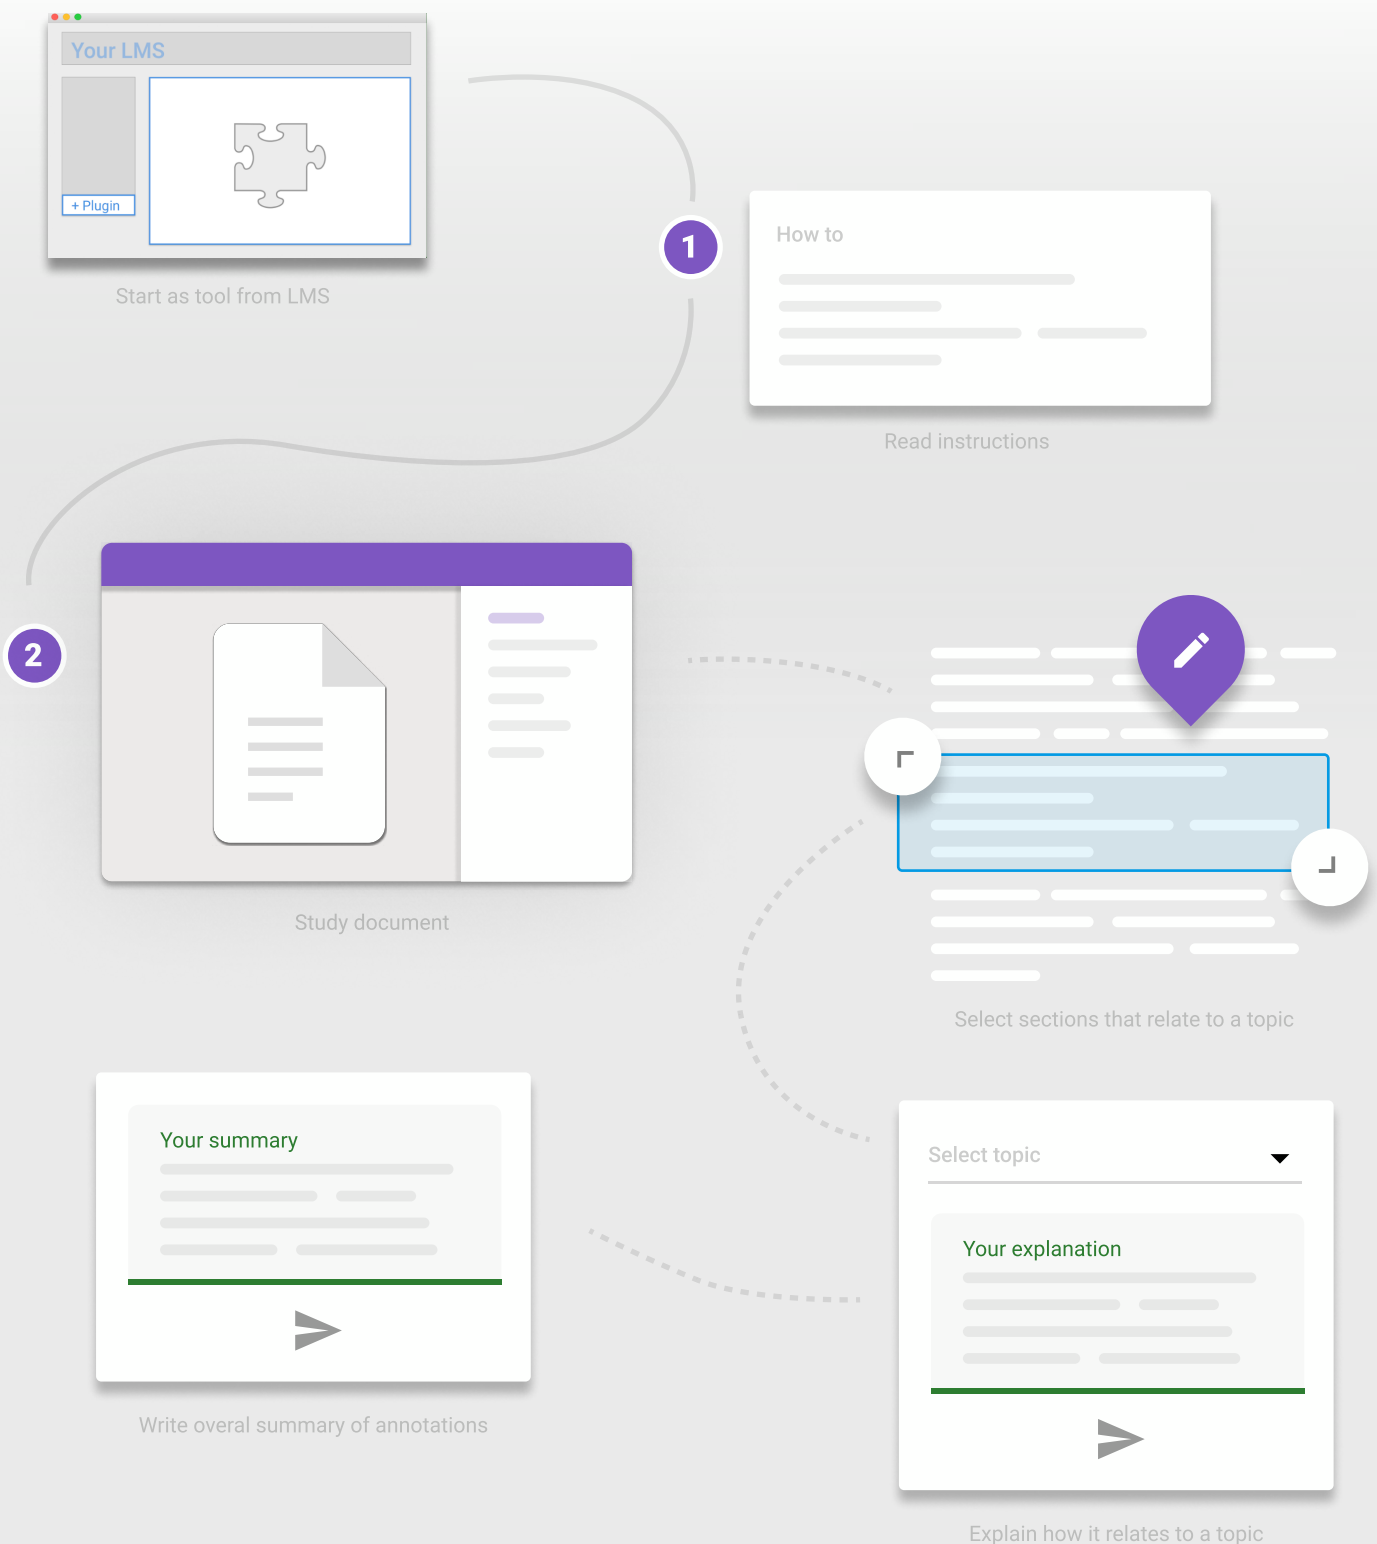 Your LMS
+ Plugin
Start as tool from LMS
1
How to
Read instructions
2
Study document
Select sections that relate to a topic
Select topic
Your explanation
Explain how it relates to a topic
Your summary
Write overal summary of annotations